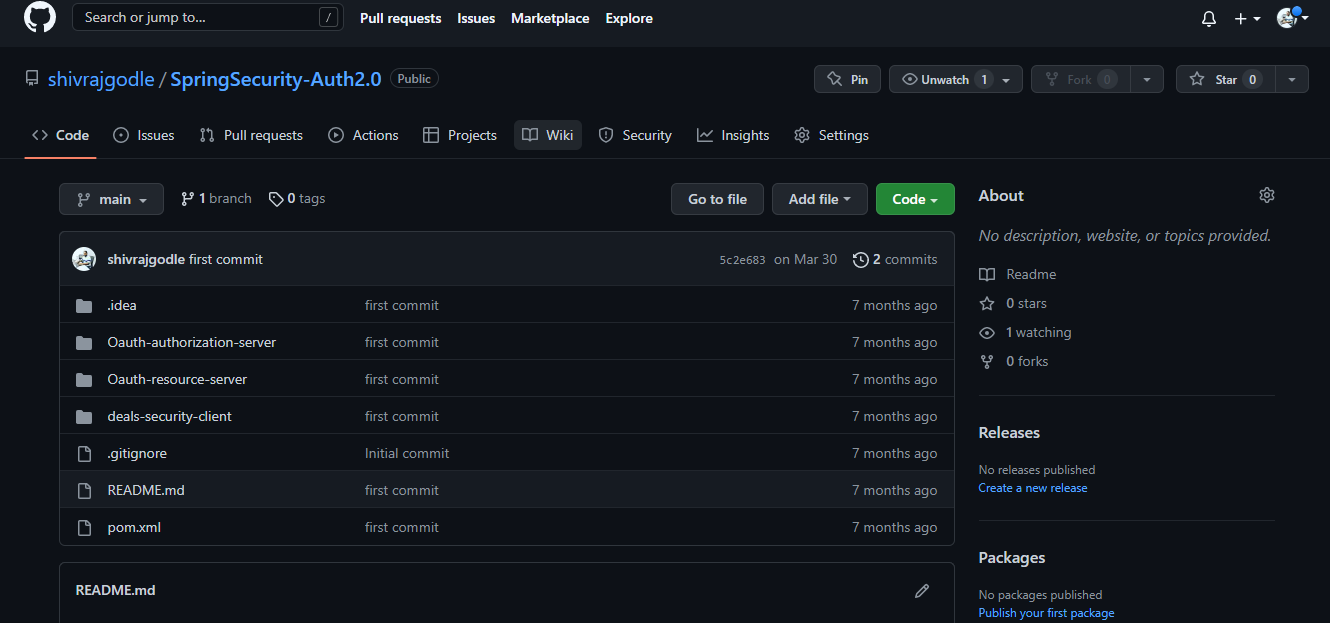 Search or jump to... / Pull requests Issues Marketplace Explore
shivrajgodle / SpringSecurity-Auth2.0 Public Pin Unwatch 1 Fork 0 Star 0
Code Issues Pull requests Actions Projects Wiki Security Insights Settings
main 1 branch 0 tags Go to file Add file Code
shivrajgodle first commit 5c2e683 on Mar 30 2 commits
.idea first commit 7 months ago
Oauth-authorization-server first commit 7 months ago
Oauth-resource-server first commit 7 months ago
deals-security-client first commit 7 months ago
.gitignore Initial commit 7 months ago
README.md first commit 7 months ago
pom.xml first commit 7 months ago
README.md
About
No description, website, or topics provided.
Readme
0 stars
1 watching
0 forks
Releases
No releases published
Create a new release
Packages
No packages published
Publish your first package